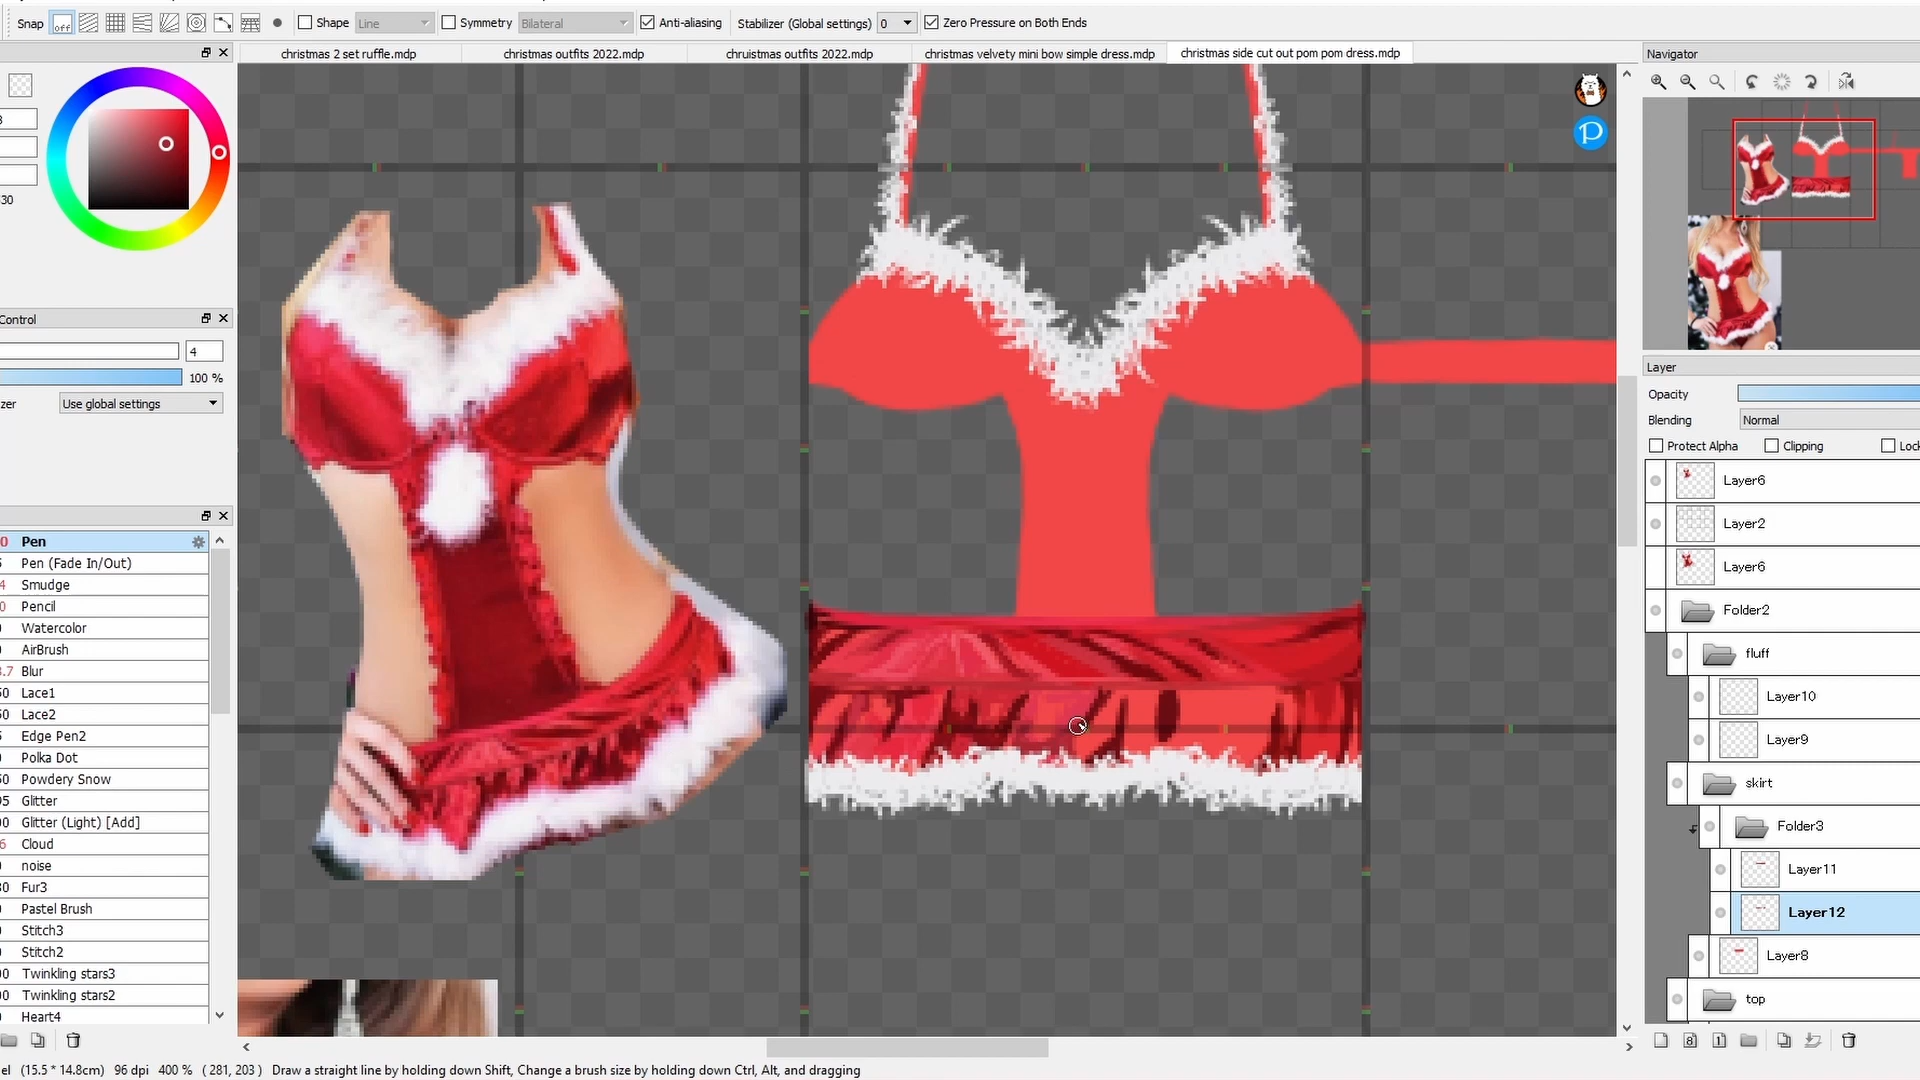 Snap off Shape Line Symmetry Bilateral Anti-aliasing Stabilizer (Global settings) 0 Zero Pressure on Both Ends
christmas 2 set ruffle.mdp christmas outfits 2022.mdp chruistmas outfits 2022.mdp christmas velvety mini bow simple dress.mdp christmas side cut out pom pom dress.mdp
Navigator
30
Control
4
100 %
zer Use global settings
Pen
Pen (Fade In/Out)
Smudge
Pencil
Watercolor
AirBrush
Blur
Lace1
Lace2
Edge Pen2
Polka Dot
Powdery Snow
Glitter
Glitter (Light) [Add]
Cloud
noise
Fur3
Pastel Brush
Stitch3
Stitch2
Twinkling stars3
Twinkling stars2
Heart4
P
Layer
Opacity
Blending Normal
Protect Alpha Clipping Lock
Layer6
Layer2
Layer6
Folder2
fluff
Layer10
Layer9
skirt
Folder3
Layer11
Layer12
Layer8
top
8 1
el (15.5 * 14.8cm) 96 dpi 400 % ( 281, 203 ) Draw a straight line by holding down Shift, Change a brush size by holding down Ctrl, Alt, and dragging